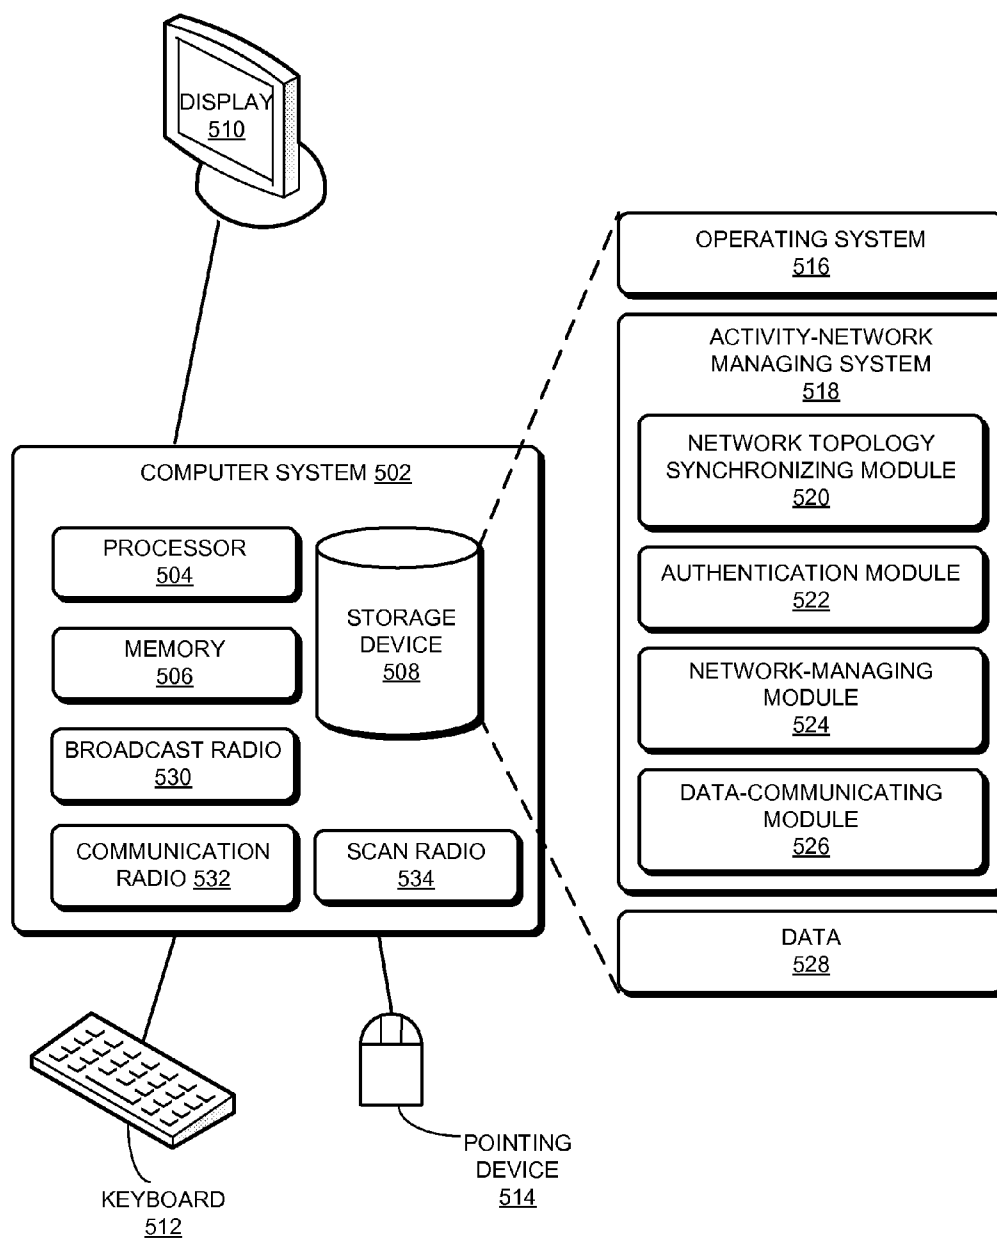 DISPLAY
510
OPERATING SYSTEM
516
ACTIVITY-NETWORK
MANAGING SYSTEM
518
NETWORK TOPOLOGY
SYNCHRONIZING MODULE
520
AUTHENTICATION MODULE
522
NETWORK-MANAGING
MODULE
524
DATA-COMMUNICATING
MODULE
526
DATA
528
COMPUTER SYSTEM 502
PROCESSOR
504
MEMORY
506
STORAGE
DEVICE
508
BROADCAST RADIO
530
COMMUNICATION
RADIO 532
SCAN RADIO
534
KEYBOARD
512
POINTING
DEVICE
514